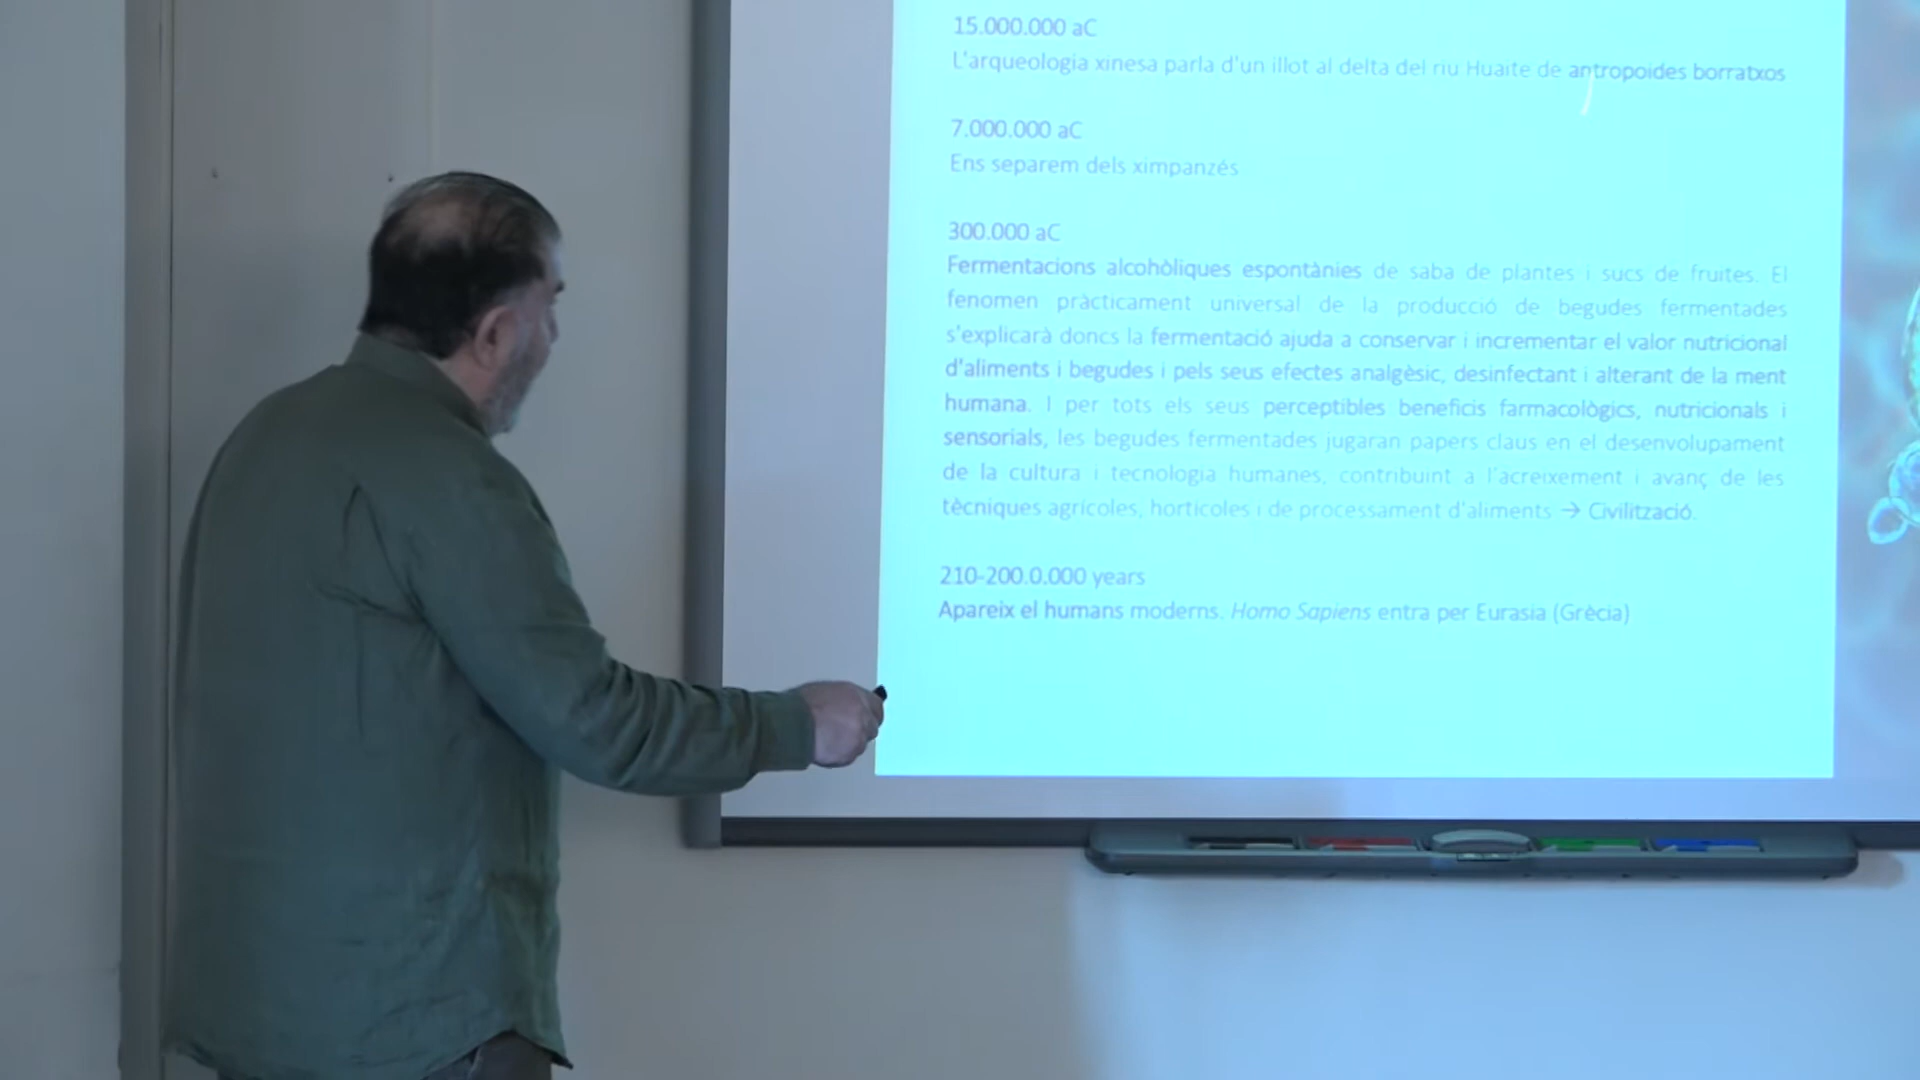 15.000.000 aC
L'arqueologia xinesa parla d'un illot al delta del riu Huaite de antropoides borratxos
7.000.000 aC
Ens separem dels ximpanzés
300.000 aC
Fermentacions alcohòliques espontànies de saba de plantes i sucs de fruites. El
fenomen pràcticament universal de la producció de begudes fermentades
s'explicarà doncs la fermentació ajuda a conservar i incrementar el valor nutricional
d'aliments i begudes i pels seus efectes analgèsic, desinfectant i alterant de la ment
humana. I per tots els seus perceptibles beneficis farmacològics, nutricionals i
sensorials, les begudes fermentades jugaran papers claus en el desenvolupament
de la cultura i tecnologia humanes, contribuint a l'acreixement i avanç de les
tècniques agrícoles, hortícoles i de processament d'aliments → Civilització.
210-200.0.000 years
Apareix el humans moderns. Homo Sapiens entra per Eurasia (Grècia)